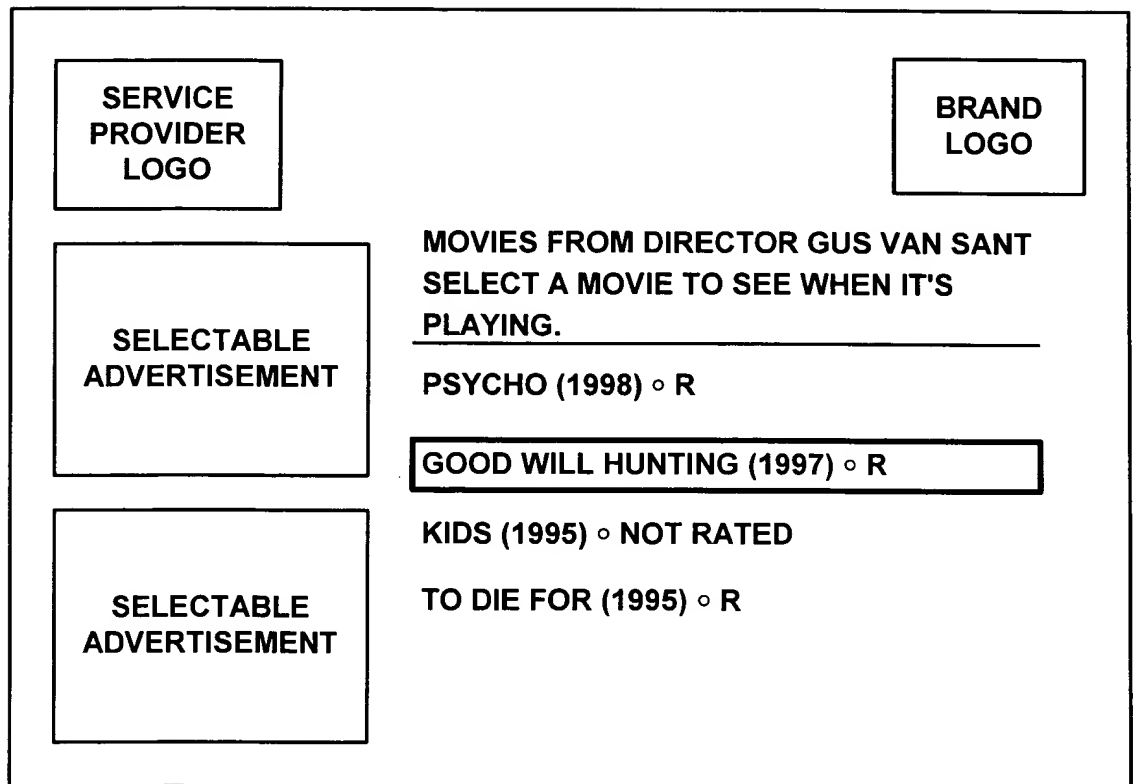 SERVICE
PROVIDER
LOGO
BRAND
LOGO
SELECTABLE
ADVERTISEMENT
SELECTABLE
ADVERTISEMENT
MOVIES FROM DIRECTOR GUS VAN SANT
SELECT A MOVIE TO SEE WHEN IT'S
PLAYING.
PSYCHO (1998) ○ R
GOOD WILL HUNTING (1997) ○ R
KIDS (1995) ○ NOT RATED
TO DIE FOR (1995) ○ R